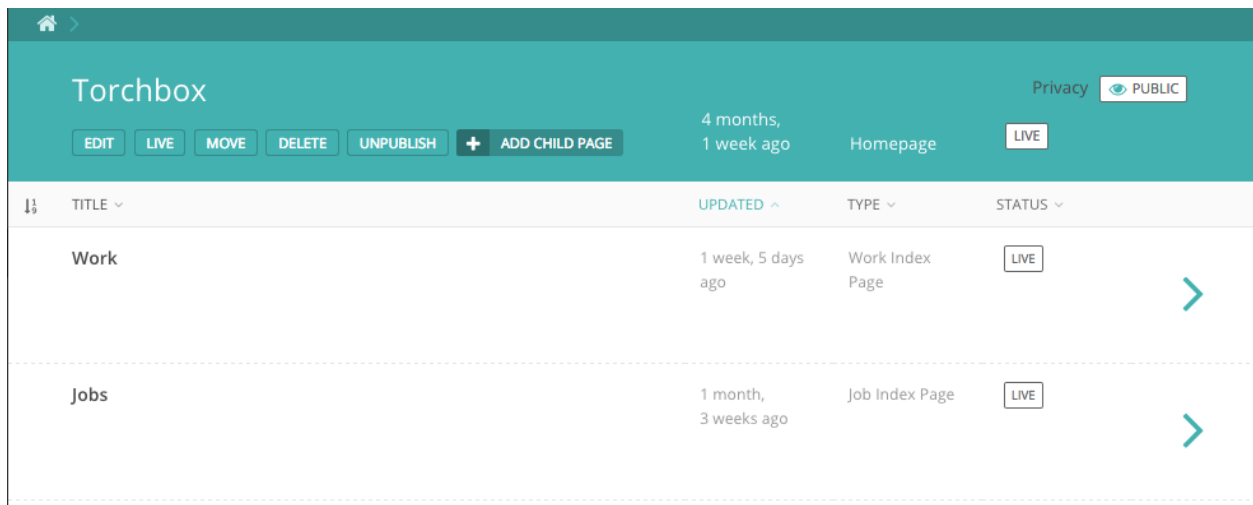 Torchbox
Privacy PUBLIC
EDIT LIVE MOVE DELETE UNPUBLISH + ADD CHILD PAGE
4 months,
1 week ago
Homepage
LIVE
TITLE UPDATED TYPE STATUS
Work
1 week, 5 days
ago
Work Index
Page
LIVE
Jobs
1 month,
3 weeks ago
Job Index Page
LIVE